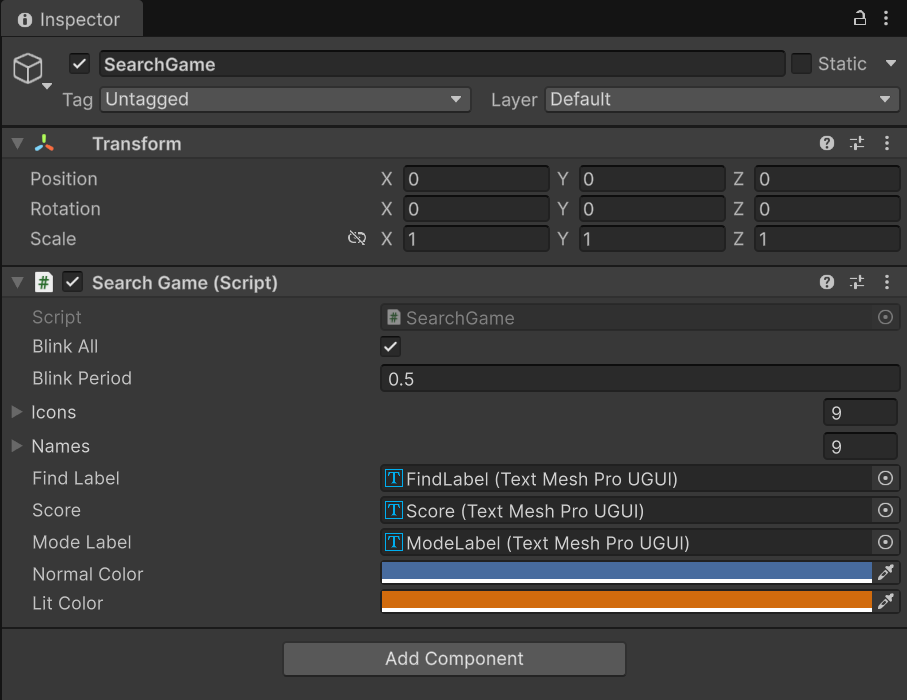 Inspector
SearchGame Static
Tag Untagged Layer Default
Transform
Position X 0 Y 0 Z 0
Rotation X 0 Y 0 Z 0
Scale X 1 Y 1 Z 1
# Search Game (Script)
Script # SearchGame
Blink All
Blink Period 0.5
Icons 9
Names 9
Find Label T FindLabel (Text Mesh Pro UGUI)
Score T Score (Text Mesh Pro UGUI)
Mode Label T ModeLabel (Text Mesh Pro UGUI)
Normal Color
Lit Color
Add Component